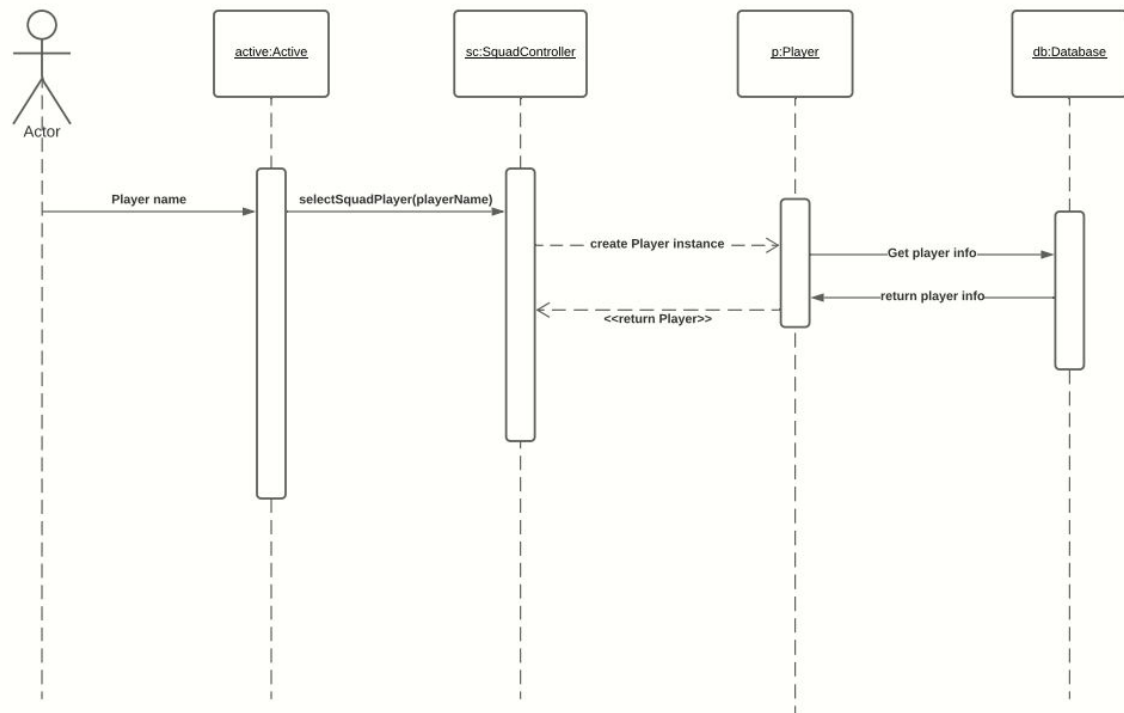 active:Active
sc:SquadController
p:Player
db:Database
Actor
Player name
selectSquadPlayer(playerName)
create Player instance
Get player info
return player info
<<return Player>>